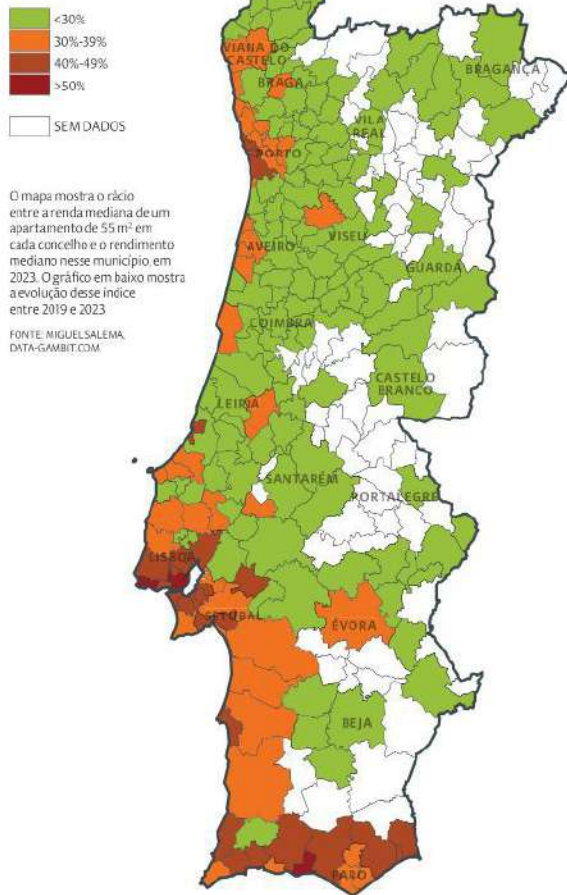 <30%
30%-39%
40%-49%
>50%
SEM DADOS
O mapa mostra o rácio
entre a renda mediana de um
apartamento de 55 m² em
cada concelho e o rendimento
mediano nesse município, em
2023. O gráfico em baixo mostra
a evolução desse índice
entre 2019 e 2023
FONTE: MIGUEL SALEMA,
DATA-GAMBIT.COM
VIANA DO
CASTELO
BRAGANÇA
BRAGA
VILA
REAL
PORTO
AVEIRO
VISEU
GUARDA
COIMBRA
CASTELO
BRANCO
LEIRIA
SANTARÉM
PORTALEGRE
LISBOA
SETÚBAL
ÉVORA
BEJA
FARO